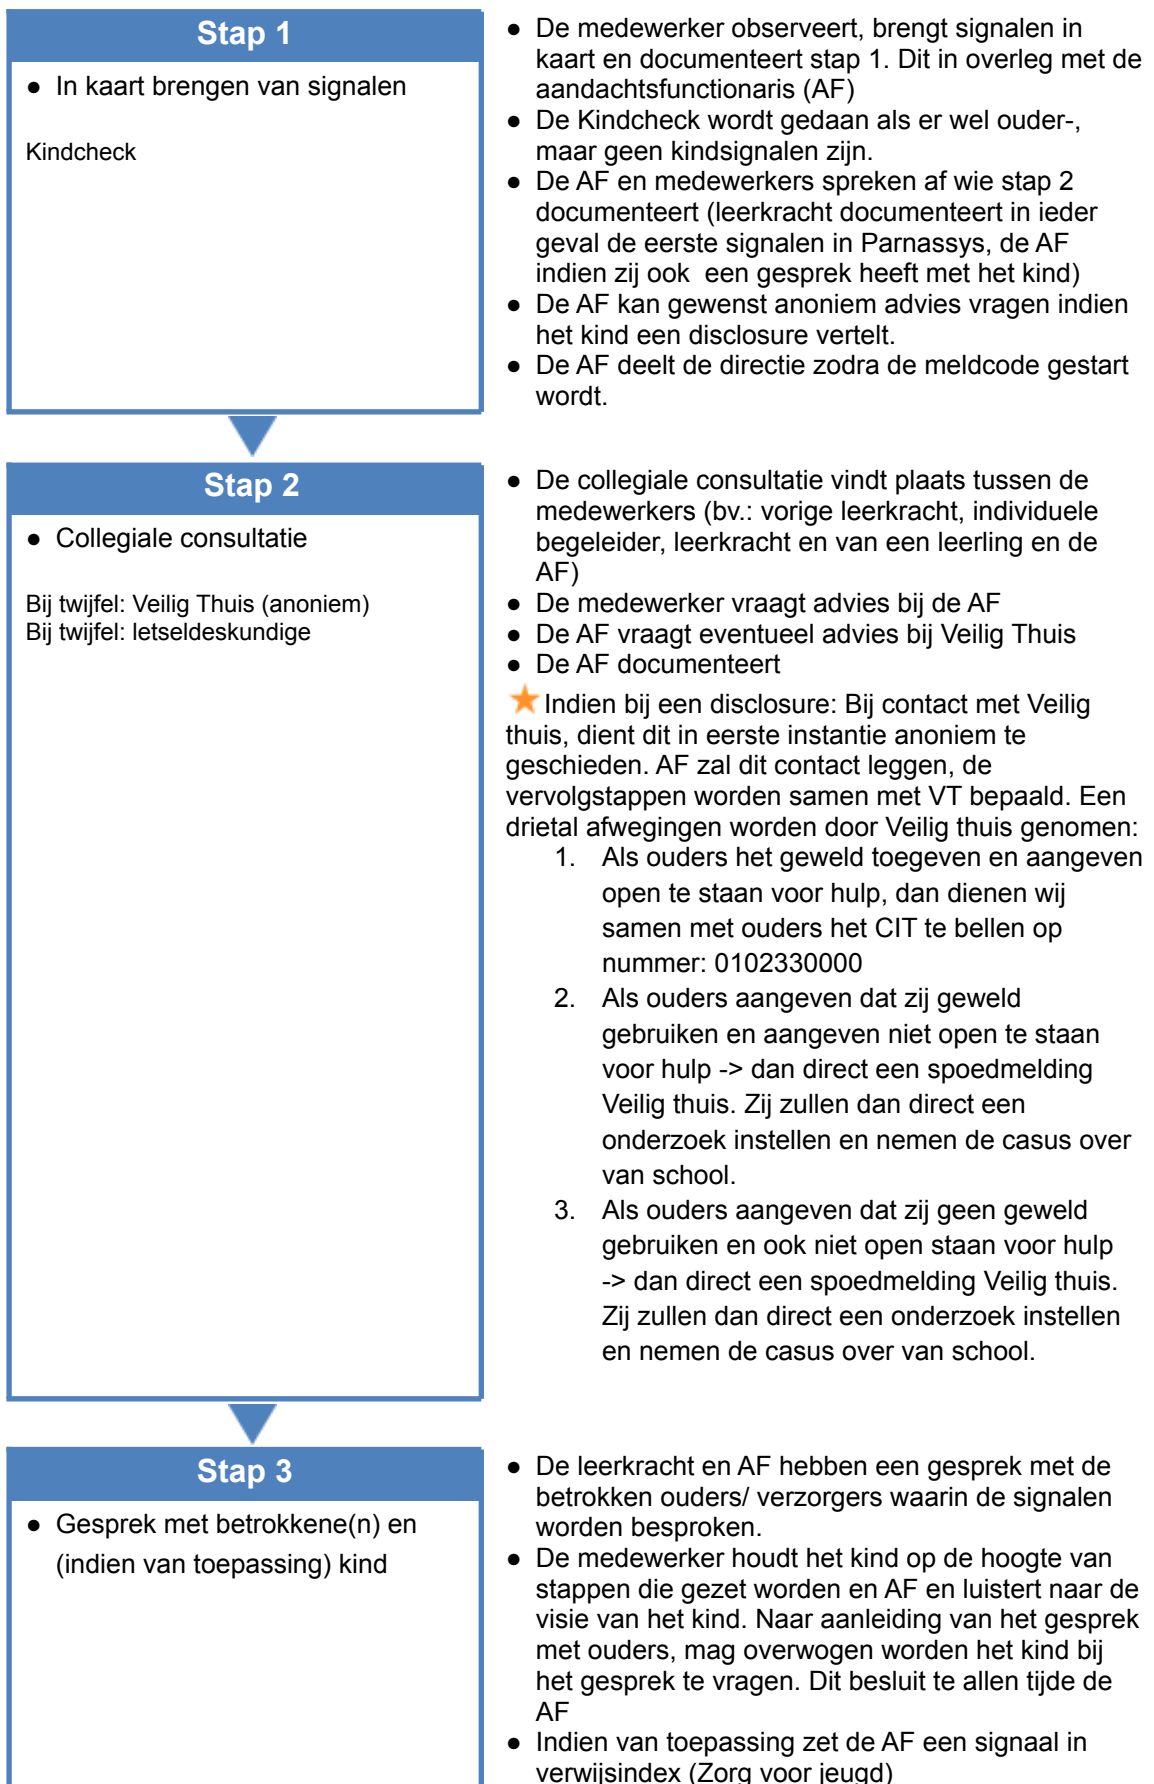 Stap 1
● In kaart brengen van signalen
Kindcheck
● De medewerker observeert, brengt signalen in
kaart en documenteert stap 1. Dit in overleg met de
aandachtsfunctionaris (AF)
● De Kindcheck wordt gedaan als er wel ouder-,
maar geen kindsignalen zijn.
● De AF en medewerkers spreken af wie stap 2
documenteert (leerkracht documenteert in ieder
geval de eerste signalen in Parnassys, de AF
indien zij ook  een gesprek heeft met het kind)
● De AF kan gewenst anoniem advies vragen indien
het kind een disclosure vertelt.
● De AF deelt de directie zodra de meldcode gestart
wordt.
Stap 2
● Collegiale consultatie
Bij twijfel: Veilig Thuis (anoniem)
Bij twijfel: letseldeskundige
● De collegiale consultatie vindt plaats tussen de
medewerkers (bv.: vorige leerkracht, individuele
begeleider, leerkracht en van een leerling en de
AF)
● De medewerker vraagt advies bij de AF
● De AF vraagt eventueel advies bij Veilig Thuis
● De AF documenteert
Indien bij een disclosure: Bij contact met Veilig
thuis, dient dit in eerste instantie anoniem te
geschieden. AF zal dit contact leggen, de
vervolgstappen worden samen met VT bepaald. Een
drietal afwegingen worden door Veilig thuis genomen:
1. Als ouders het geweld toegeven en aangeven
open te staan voor hulp, dan dienen wij
samen met ouders het CIT te bellen op
nummer: 0102330000
2. Als ouders aangeven dat zij geweld
gebruiken en aangeven niet open te staan
voor hulp -> dan direct een spoedmelding
Veilig thuis. Zij zullen dan direct een
onderzoek instellen en nemen de casus over
van school.
3. Als ouders aangeven dat zij geen geweld
gebruiken en ook niet open staan voor hulp
-> dan direct een spoedmelding Veilig thuis.
Zij zullen dan direct een onderzoek instellen
en nemen de casus over van school.
Stap 3
● Gesprek met betrokkene(n) en
(indien van toepassing) kind
● De leerkracht en AF hebben een gesprek met de
betrokken ouders/ verzorgers waarin de signalen
worden besproken.
● De medewerker houdt het kind op de hoogte van
stappen die gezet worden en AF en luistert naar de
visie van het kind. Naar aanleiding van het gesprek
met ouders, mag overwogen worden het kind bij
het gesprek te vragen. Dit besluit te allen tijde de
AF
● Indien van toepassing zet de AF een signaal in
verwijsindex (Zorg voor jeugd)